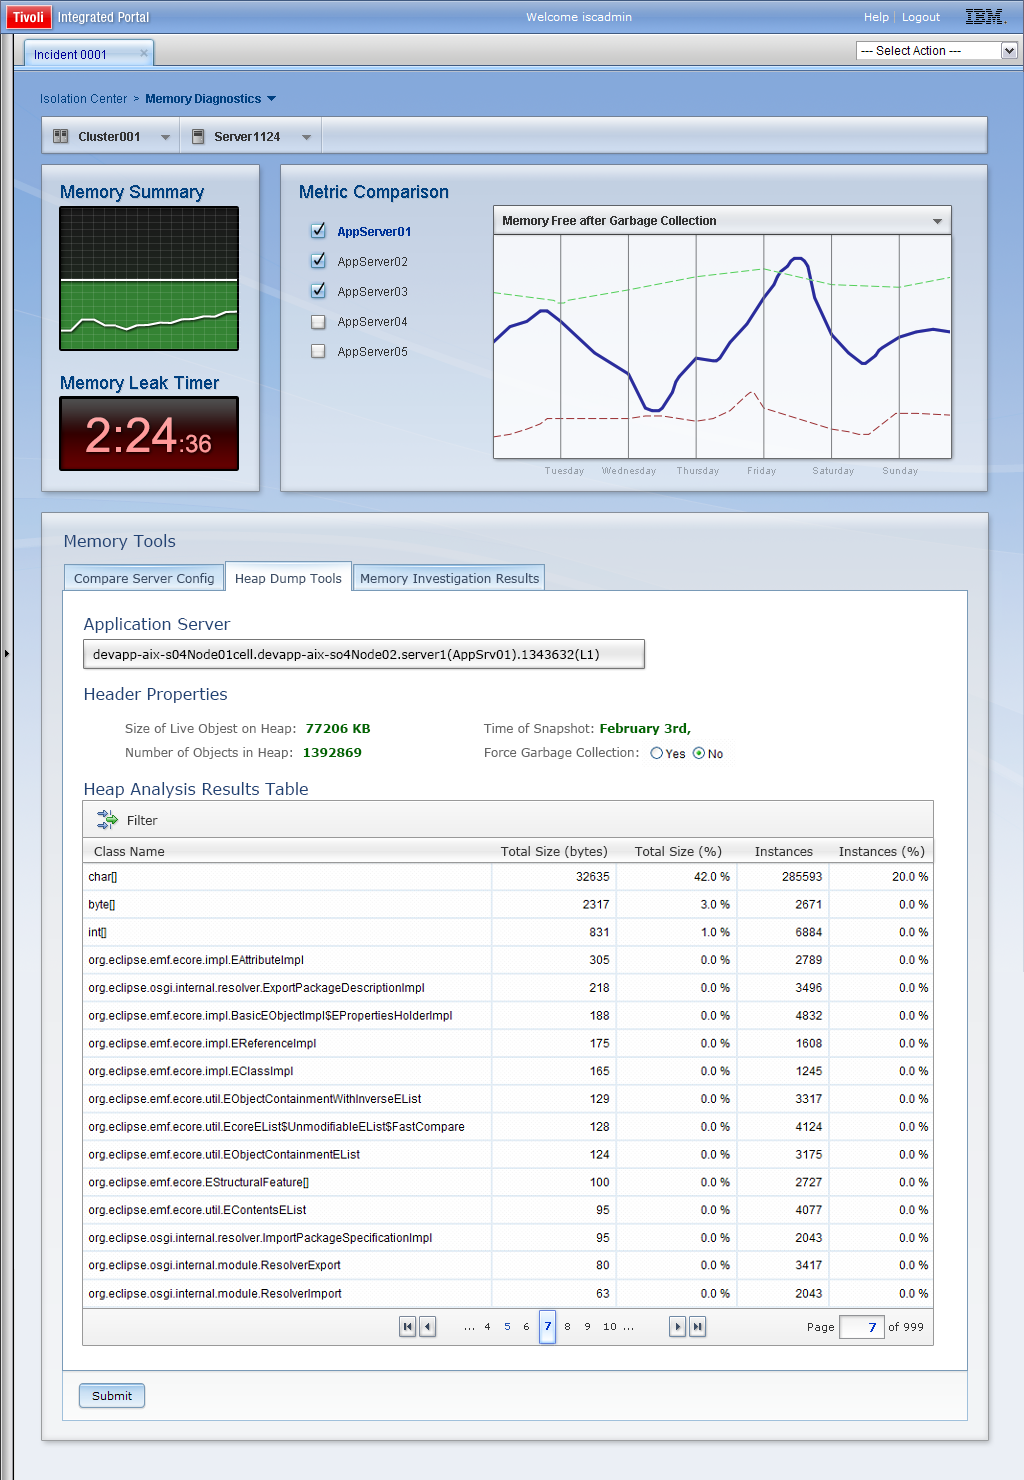 Tivoli Integrated Portal
Welcome iscadmin
Help | Logout
IBM.
Incident 0001
--- Select Action ---
Isolation Center > Memory Diagnostics
Cluster001
Server1124
Memory Summary
Memory Leak Timer
2:24:36
Metric Comparison
AppServer01
AppServer02
AppServer03
AppServer04
AppServer05
Memory Free after Garbage Collection
Tuesday Wednesday Thursday Friday Saturday Sunday
Memory Tools
Compare Server Config
Heap Dump Tools
Memory Investigation Results
Application Server
devapp-aix-s04Node01cell.devapp-aix-so4Node02.server1(AppSrv01).1343632(L1)
Header Properties
Size of Live Objest on Heap: 77206 KB
Time of Snapshot: February 3rd,
Number of Objects in Heap: 1392869
Force Garbage Collection: Yes No
Heap Analysis Results Table
Filter
Class Name Total Size (bytes) Total Size (%) Instances Instances (%)
char[] 32635 42.0 % 285593 20.0 %
byte[] 2317 3.0 % 2671 0.0 %
int[] 831 1.0 % 6884 0.0 %
org.eclipse.emf.ecore.impl.EAttributeImpl 305 0.0 % 2789 0.0 %
org.eclipse.osgi.internal.resolver.ExportPackageDescriptionImpl 218 0.0 % 3496 0.0 %
org.eclipse.emf.ecore.impl.BasicEObjectImpl$EPropertiesHolderImpl 188 0.0 % 4832 0.0 %
org.eclipse.emf.ecore.impl.EReferenceImpl 175 0.0 % 1608 0.0 %
org.eclipse.emf.ecore.impl.EClassImpl 165 0.0 % 1245 0.0 %
org.eclipse.emf.ecore.util.EObjectContainmentWithInverseEList 129 0.0 % 3317 0.0 %
org.eclipse.emf.ecore.util.EcoreEList$UnmodifiableEList$FastCompare 128 0.0 % 4124 0.0 %
org.eclipse.emf.ecore.util.EObjectContainmentEList 124 0.0 % 3175 0.0 %
org.eclipse.emf.ecore.EStructuralFeature[] 100 0.0 % 2727 0.0 %
org.eclipse.emf.ecore.util.EContentsEList 95 0.0 % 4077 0.0 %
org.eclipse.osgi.internal.resolver.ImportPackageSpecificationImpl 95 0.0 % 2043 0.0 %
org.eclipse.osgi.internal.module.ResolverExport 80 0.0 % 3417 0.0 %
org.eclipse.osgi.internal.module.ResolverImport 63 0.0 % 2043 0.0 %
... 4 5 6 7 8 9 10 ...
Page 7 of 999
Submit